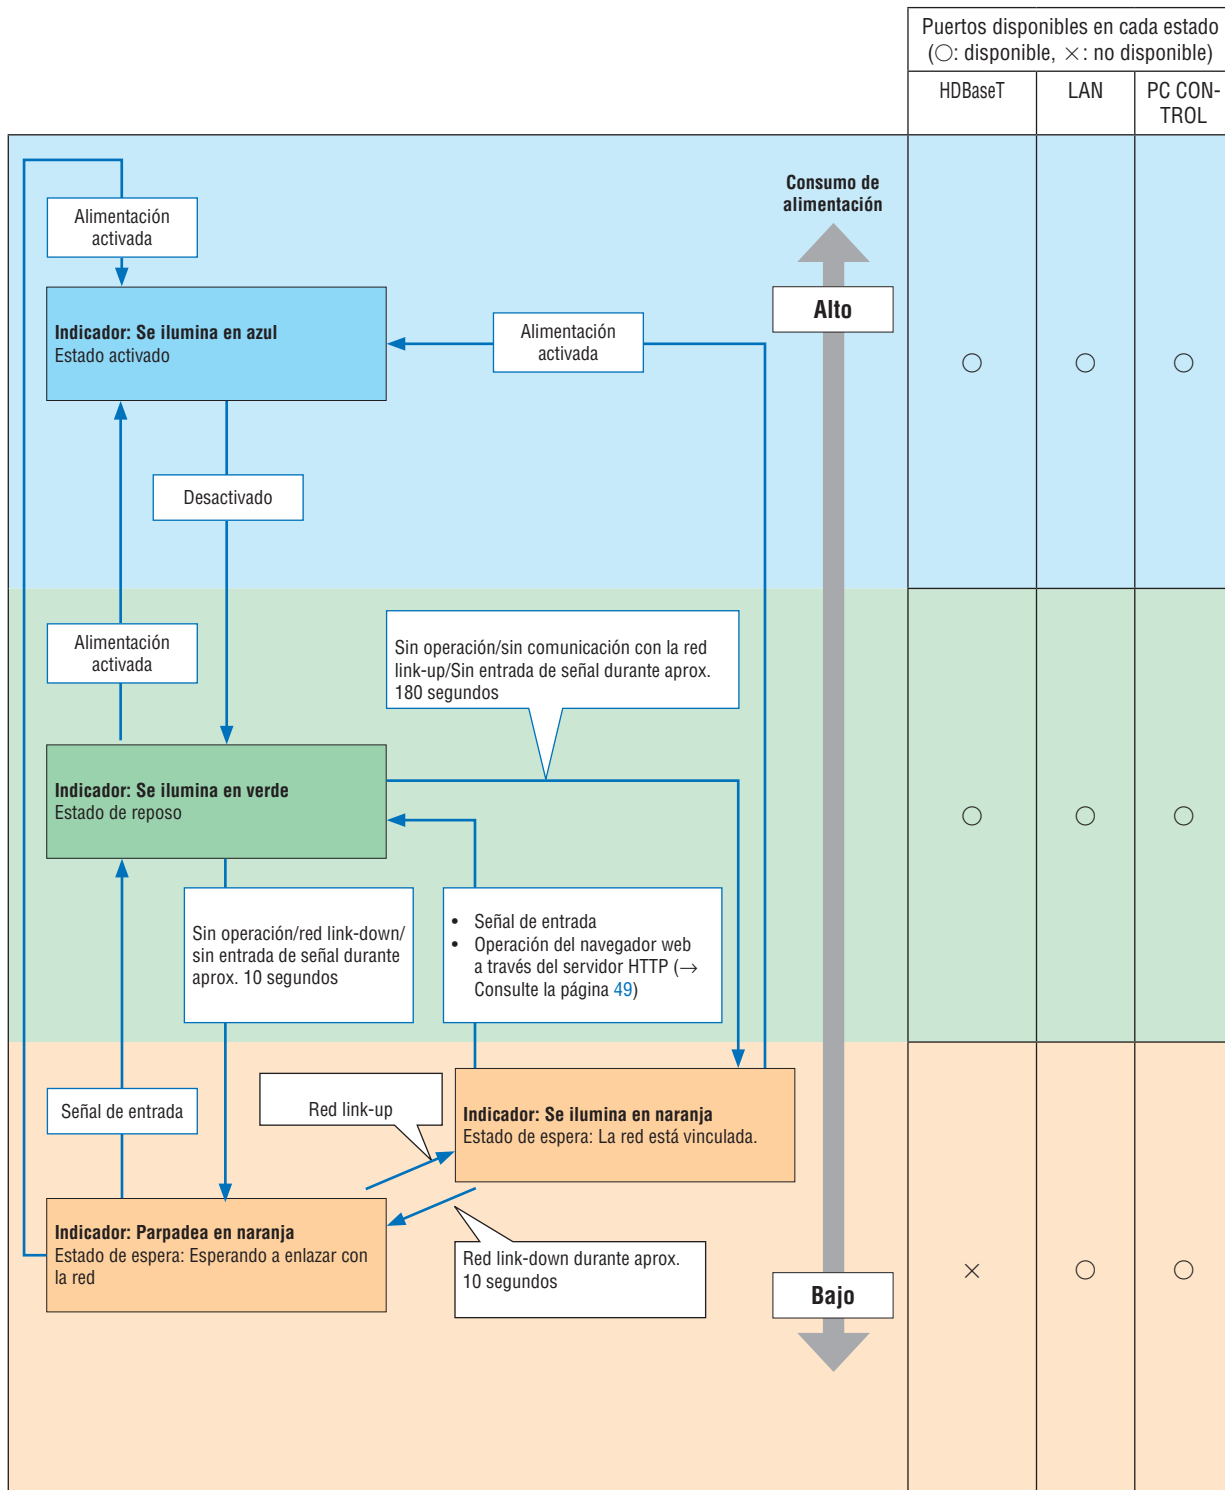 Puertos disponibles en cada estado
(○: disponible, ×: no disponible)
HDBaseT
LAN
PC CON-
TROL
Consumo de
alimentación
Alimentación
activada
Alto
Indicador: Se ilumina en azul
Estado activado
Alimentación
activada
○
○
○
Desactivado
Alimentación
activada
Sin operación/sin comunicación con la red
link-up/Sin entrada de señal durante aprox.
180 segundos
Indicador: Se ilumina en verde
Estado de reposo
○
○
○
Sin operación/red link-down/
sin entrada de señal durante
aprox. 10 segundos
• Señal de entrada
• Operación del navegador web
a través del servidor HTTP (→
Consulte la página 49)
Señal de entrada
Red link-up
Indicador: Se ilumina en naranja
Estado de espera: La red está vinculada.
Indicador: Parpadea en naranja
Estado de espera: Esperando a enlazar con
la red
Red link-down durante aprox.
10 segundos
Bajo
×
○
○